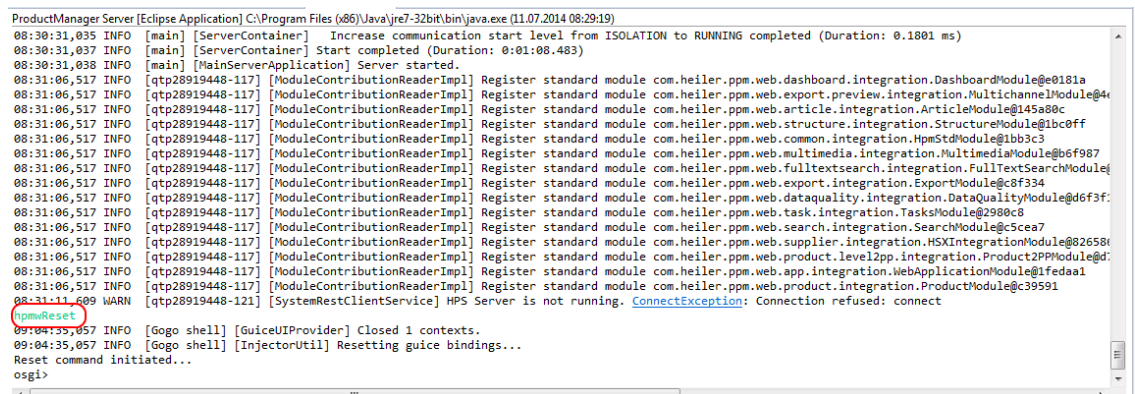 ProductManager Server [Eclipse Application] C:\Program Files (x86)\Java\jre7-32bit\bin\java.exe (11.07.2014 08:29:19)
08:30:31,035 INFO  [main] [ServerContainer]   Increase communication start level from ISOLATION to RUNNING completed (Duration: 0.1801 ms)
08:30:31,037 INFO  [main] [ServerContainer] Start completed (Duration: 0:01:08.483)
08:30:31,038 INFO  [main] [MainServerApplication] Server started.
08:31:06,517 INFO  [qtp28919448-117] [ModuleContributionReaderImpl] Register standard module com.heiler.ppm.web.dashboard.integration.DashboardModule@e0181a
08:31:06,517 INFO  [qtp28919448-117] [ModuleContributionReaderImpl] Register standard module com.heiler.ppm.web.export.preview.integration.MultichannelModule@4
08:31:06,517 INFO  [qtp28919448-117] [ModuleContributionReaderImpl] Register standard module com.heiler.ppm.web.article.integration.ArticleModule@145a80c
08:31:06,517 INFO  [qtp28919448-117] [ModuleContributionReaderImpl] Register standard module com.heiler.ppm.web.structure.integration.StructureModule@1bc0ff
08:31:06,517 INFO  [qtp28919448-117] [ModuleContributionReaderImpl] Register standard module com.heiler.ppm.web.common.integration.HpmStdModule@1bb3c3
08:31:06,517 INFO  [qtp28919448-117] [ModuleContributionReaderImpl] Register standard module com.heiler.ppm.web.multimedia.integration.MultimediaModule@b6f987
08:31:06,517 INFO  [qtp28919448-117] [ModuleContributionReaderImpl] Register standard module com.heiler.ppm.web.fulltextsearch.integration.FullTextSearchModule@
08:31:06,517 INFO  [qtp28919448-117] [ModuleContributionReaderImpl] Register standard module com.heiler.ppm.web.export.integration.ExportModule@c8f334
08:31:06,517 INFO  [qtp28919448-117] [ModuleContributionReaderImpl] Register standard module com.heiler.ppm.web.dataquality.integration.DataQualityModule@d6f3f
08:31:06,517 INFO  [qtp28919448-117] [ModuleContributionReaderImpl] Register standard module com.heiler.ppm.web.task.integration.TasksModule@2980c8
08:31:06,517 INFO  [qtp28919448-117] [ModuleContributionReaderImpl] Register standard module com.heiler.ppm.web.search.integration.SearchModule@c5cea7
08:31:06,517 INFO  [qtp28919448-117] [ModuleContributionReaderImpl] Register standard module com.heiler.ppm.web.supplier.integration.HSXIntegrationModule@82658
08:31:06,517 INFO  [qtp28919448-117] [ModuleContributionReaderImpl] Register standard module com.heiler.ppm.web.product.level2pp.integration.Product2PPModule@d
08:31:06,517 INFO  [qtp28919448-117] [ModuleContributionReaderImpl] Register standard module com.heiler.ppm.web.app.integration.WebApplicationModule@1fedaa1
08:31:06,517 INFO  [qtp28919448-117] [ModuleContributionReaderImpl] Register standard module com.heiler.ppm.web.product.integration.ProductModule@c39591
08:31:11,609 WARN  [qtp28919448-121] [SystemRestClientService] HPS Server is not running. ConnectException: Connection refused: connect
hpmwReset
09:04:35,057 INFO  [Gogo shell] [GuiceUIProvider] Closed 1 contexts.
09:04:35,057 INFO  [Gogo shell] [InjectorUtil] Resetting guice bindings...
Reset command initiated...
osgi>